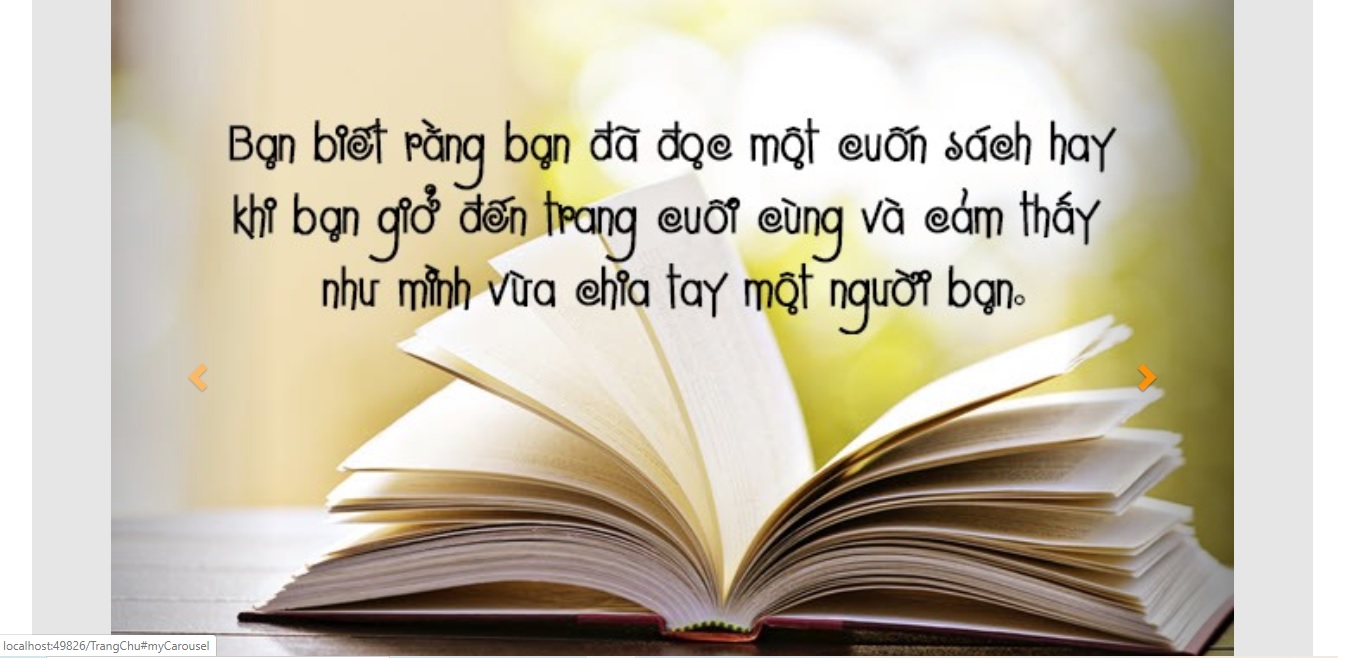 Bạn biết rằng bạn đã đọc một cuốn sách hay
khi bạn giở đến trang cuối cùng và cảm thấy
như mình vừa chia tay một người bạn.
localhost:49826/TrangChu#myCarousel